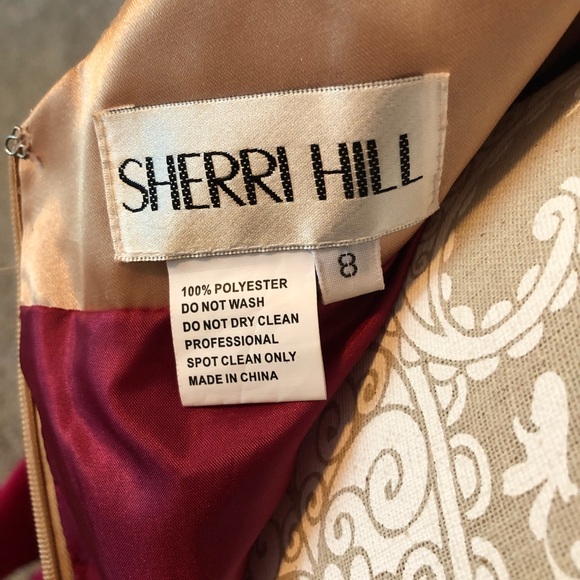 SHERRI HILL
8
100% POLYESTER
DO NOT WASH
DO NOT DRY CLEAN
PROFESSIONAL
SPOT CLEAN ONLY
MADE IN CHINA